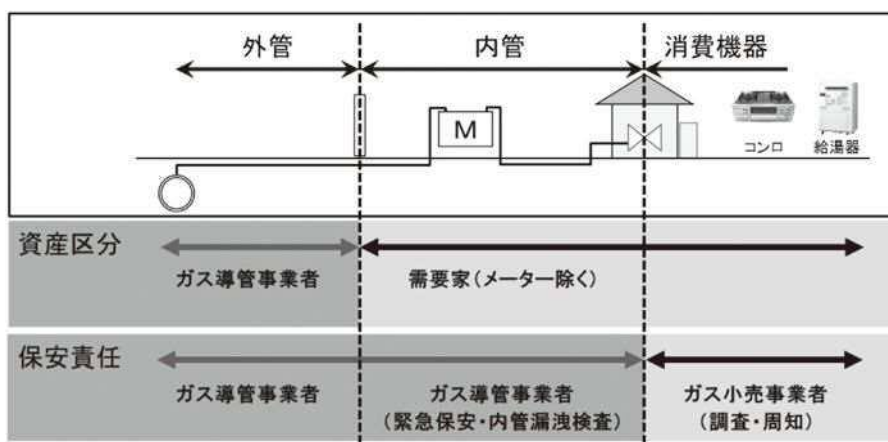 外管
内管
消費機器
M
コンロ
給湯器
資産区分
ガス導管事業者
需要家(メーター除く)
保安責任
ガス導管事業者
ガス導管事業者
(緊急保安・内管漏洩検査)
ガス小売事業者
(調査・周知)